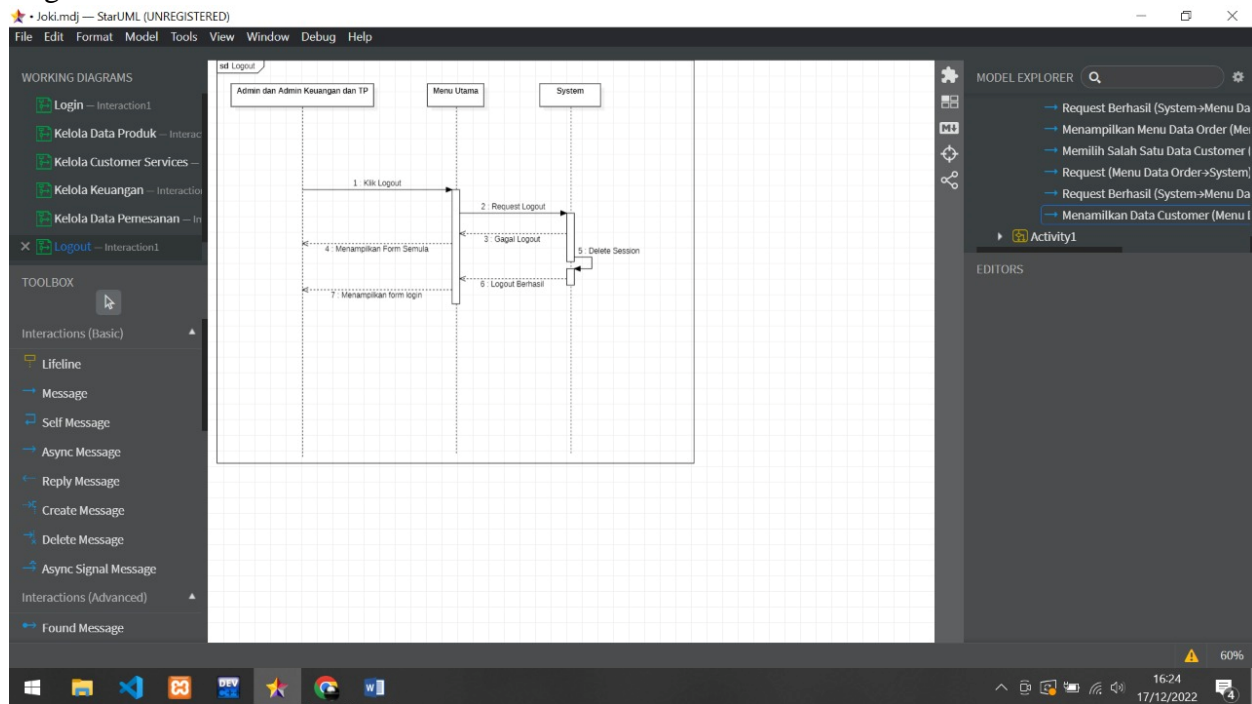 • Joki.mdj — StarUML (UNREGISTERED)
File Edit Format Model Tools View Window Debug Help
WORKING DIAGRAMS
Login — Interaction1
Kelola Data Produk — Interac
Kelola Customer Services —
Kelola Keuangan — Interactio
Kelola Data Pemesanan — In
Logout — Interaction1
TOOLBOX
Interactions (Basic)
Lifeline
Message
Self Message
Async Message
Reply Message
Create Message
Delete Message
Async Signal Message
Interactions (Advanced)
Found Message
sd Logout
Admin dan Admin Keuangan dan TP
Menu Utama
System
1 : Klik Logout
2 : Request Logout
3 : Gagal Logout
4 : Menampilkan Form Semula
5 : Delete Session
6 : Logout Berhasil
7 : Menampilkan form login
M+
MODEL EXPLORER
Request Berhasil (System→Menu Da
Menampilkan Menu Data Order (Me
Memilih Salah Satu Data Customer (
Request (Menu Data Order→System)
Request Berhasil (System→Menu Da
Menamilkan Data Customer (Menu
Activity1
EDITORS
60%
DEV
16:24
17/12/2022
4